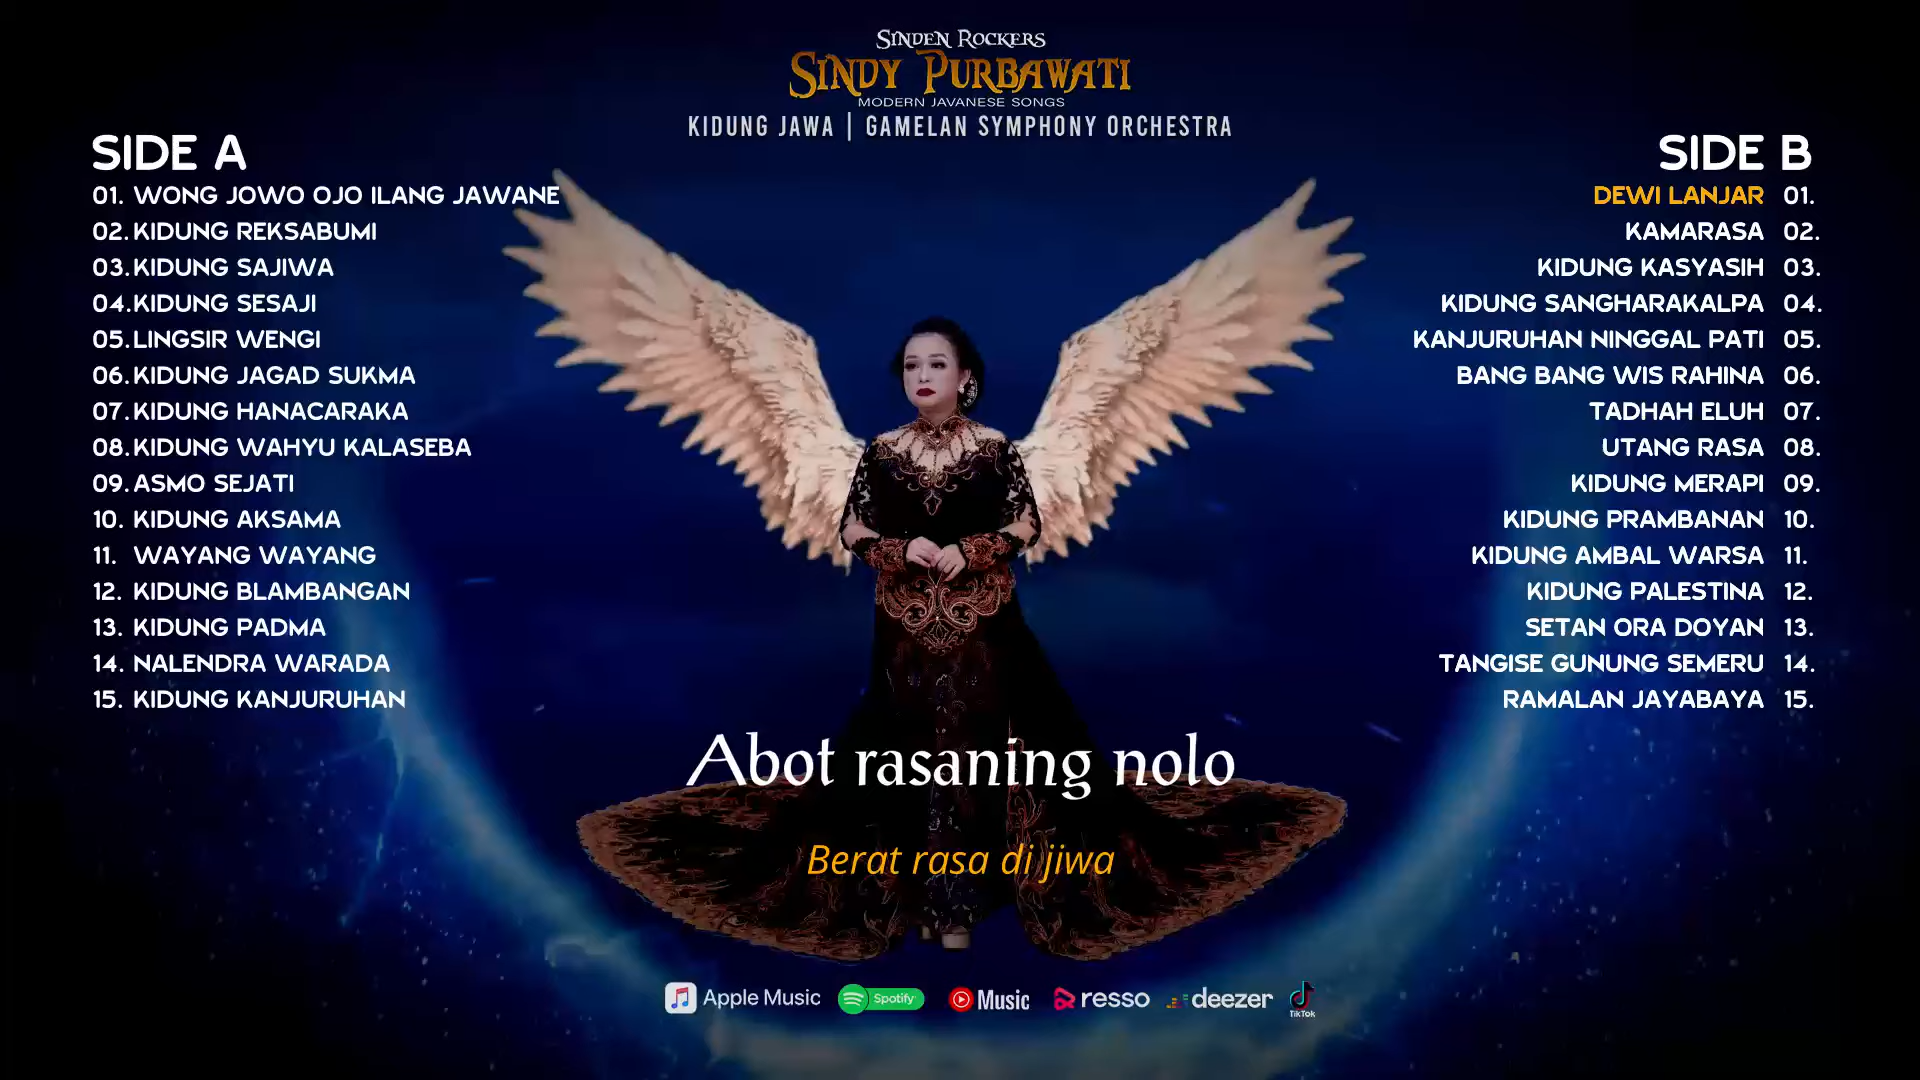 SINDEN ROCKERS
SINDY PURBAWATI
MODERN JAVANESE SONGS
KIDUNG JAWA | GAMELAN SYMPHONY ORCHESTRA
SIDE A
01. WONG JOWO OJO ILANG JAWANE
02. KIDUNG REKSABUMI
03. KIDUNG SAJIWA
04. KIDUNG SESAJI
05. LINGSIR WENGI
06. KIDUNG JAGAD SUKMA
07. KIDUNG HANACARAKA
08. KIDUNG WAHYU KALASEBA
09. ASMO SEJATI
10. KIDUNG AKSAMA
11. WAYANG WAYANG
12. KIDUNG BLAMBANGAN
13. KIDUNG PADMA
14. NALENDRA WARADA
15. KIDUNG KANJURUHAN
SIDE B
DEWI LANJAR 01.
KAMARASA 02.
KIDUNG KASYASIH 03.
KIDUNG SANGHARAKALPA 04.
KANJURUHAN NINGGAL PATI 05.
BANG BANG WIS RAHINA 06.
TADHAH ELUH 07.
UTANG RASA 08.
KIDUNG MERAPI 09.
KIDUNG PRAMBANAN 10.
KIDUNG AMBAL WARSA 11.
KIDUNG PALESTINA 12.
SETAN ORA DOYAN 13.
TANGISE GUNUNG SEMERU 14.
RAMALAN JAYABAYA 15.
Abot rasaning nolo
Berat rasa di jiwa
Apple Music Spotify Music resso deezer TikTok